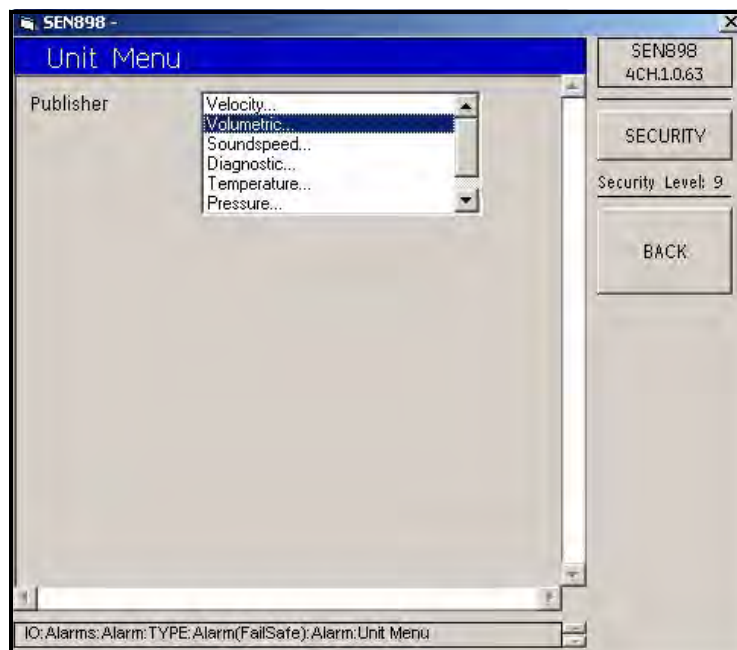 SEN898 -
Unit Menu
Publisher
Velocity...
Volumetric...
Soundspeed...
Diagnostic...
Temperature...
Pressure...
SEN898
4CH.1.0.63
SECURITY
Security Level: 9
BACK
IO:Alarms:Alarm:TYPE:Alarm(FailSafe):Alarm:Unit Menu